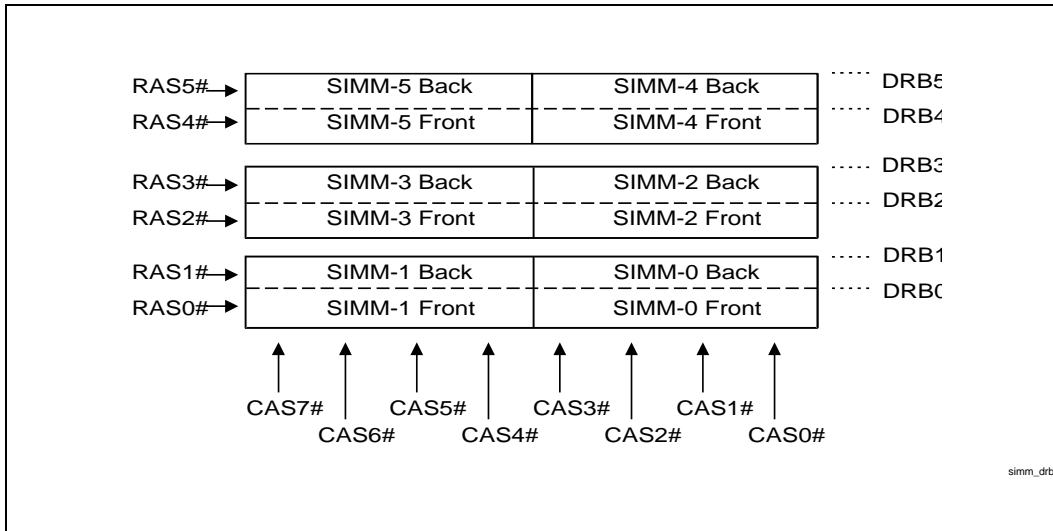 RAS5# SIMM-5 Back SIMM-4 Back DRB5
RAS4# SIMM-5 Front SIMM-4 Front DRB4
RAS3# SIMM-3 Back SIMM-2 Back DRB3
RAS2# SIMM-3 Front SIMM-2 Front DRB2
RAS1# SIMM-1 Back SIMM-0 Back DRB1
RAS0# SIMM-1 Front SIMM-0 Front DRB0
CAS7# CAS5# CAS3# CAS1#
CAS6# CAS4# CAS2# CAS0#
simm_drb